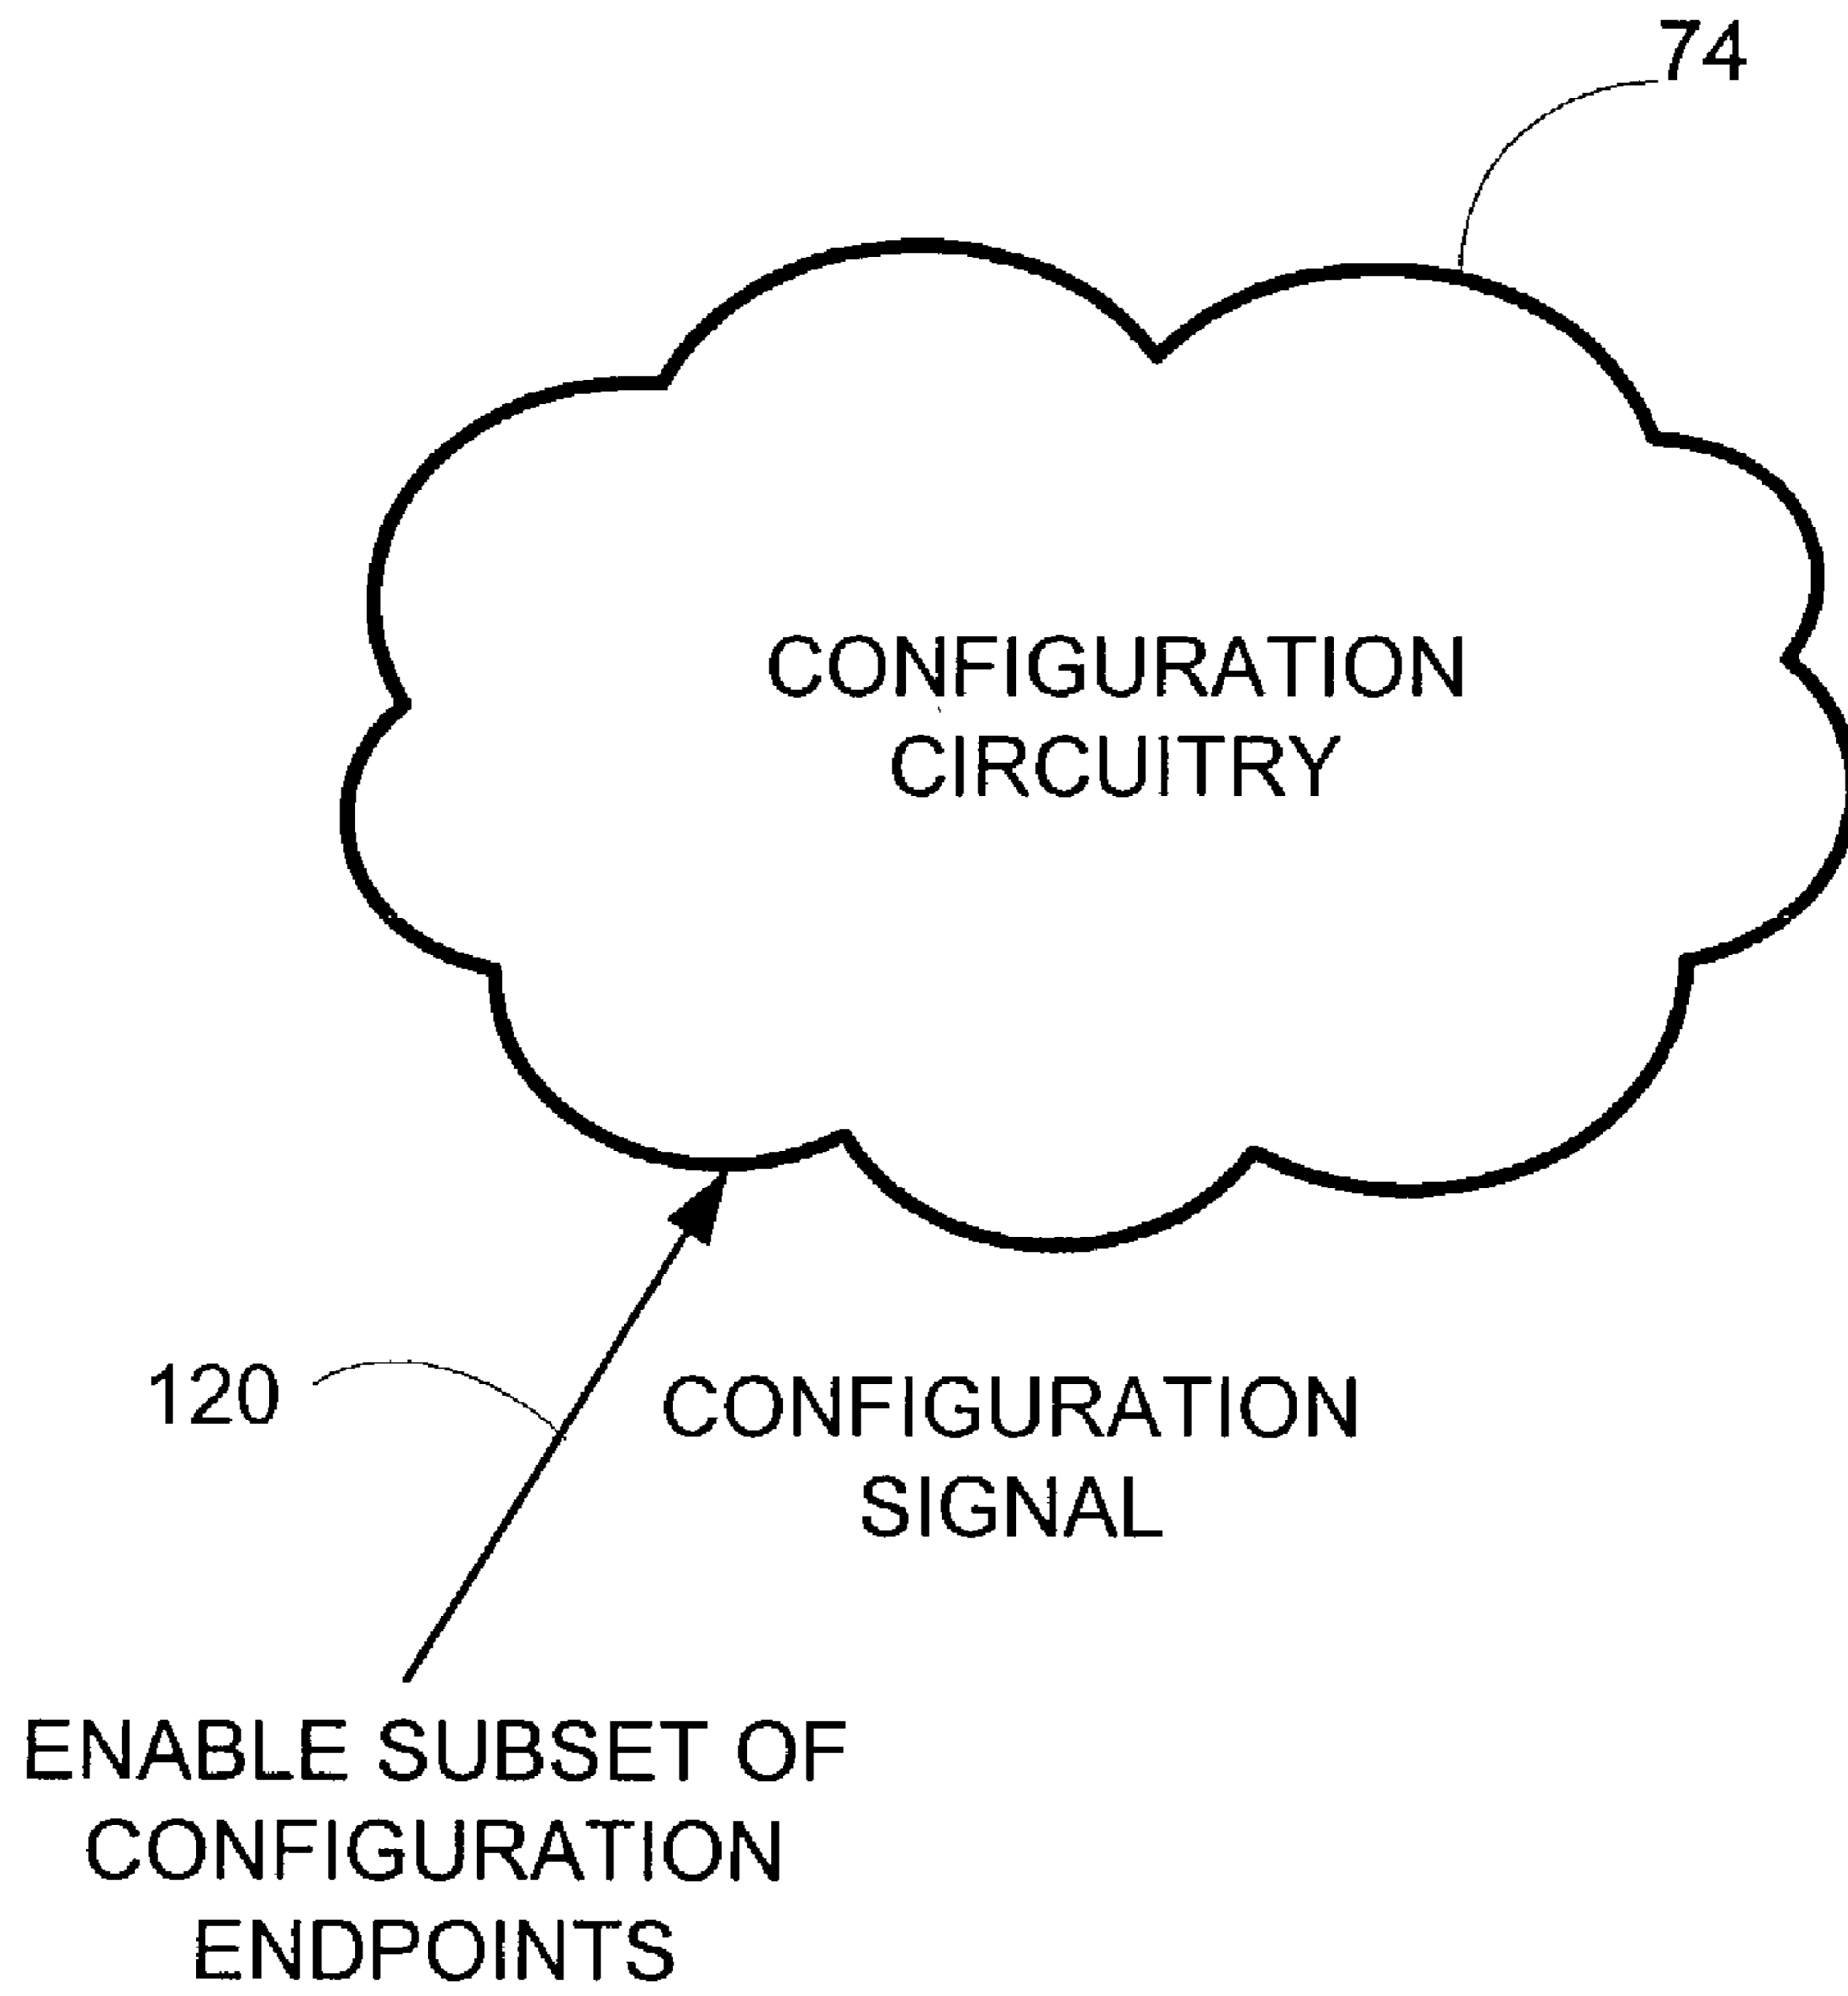 74
CONFIGURATION
CIRCUITRY
120
CONFIGURATION
SIGNAL
ENABLE SUBSET OF
CONFIGURATION
ENDPOINTS